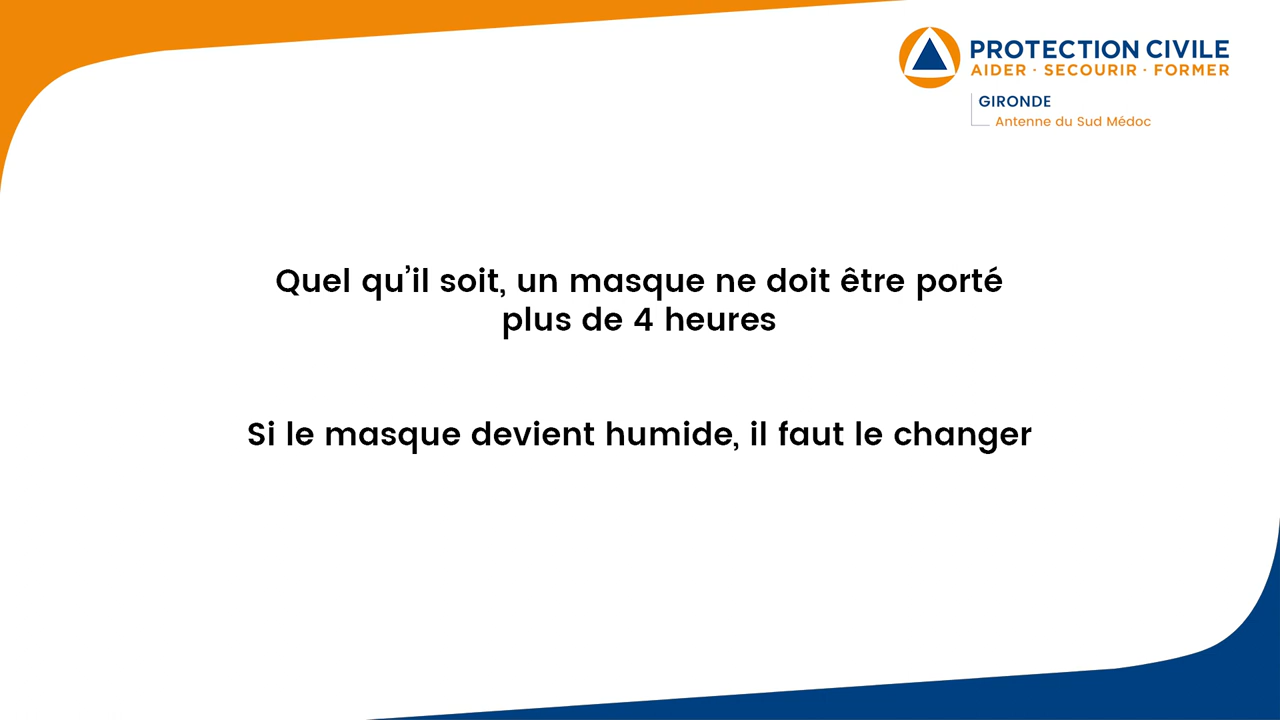 PROTECTION CIVILE
AIDER · SECOURIR · FORMER
GIRONDE
Antenne du Sud Médoc
Quel qu’il soit, un masque ne doit être porté
plus de 4 heures
Si le masque devient humide, il faut le changer